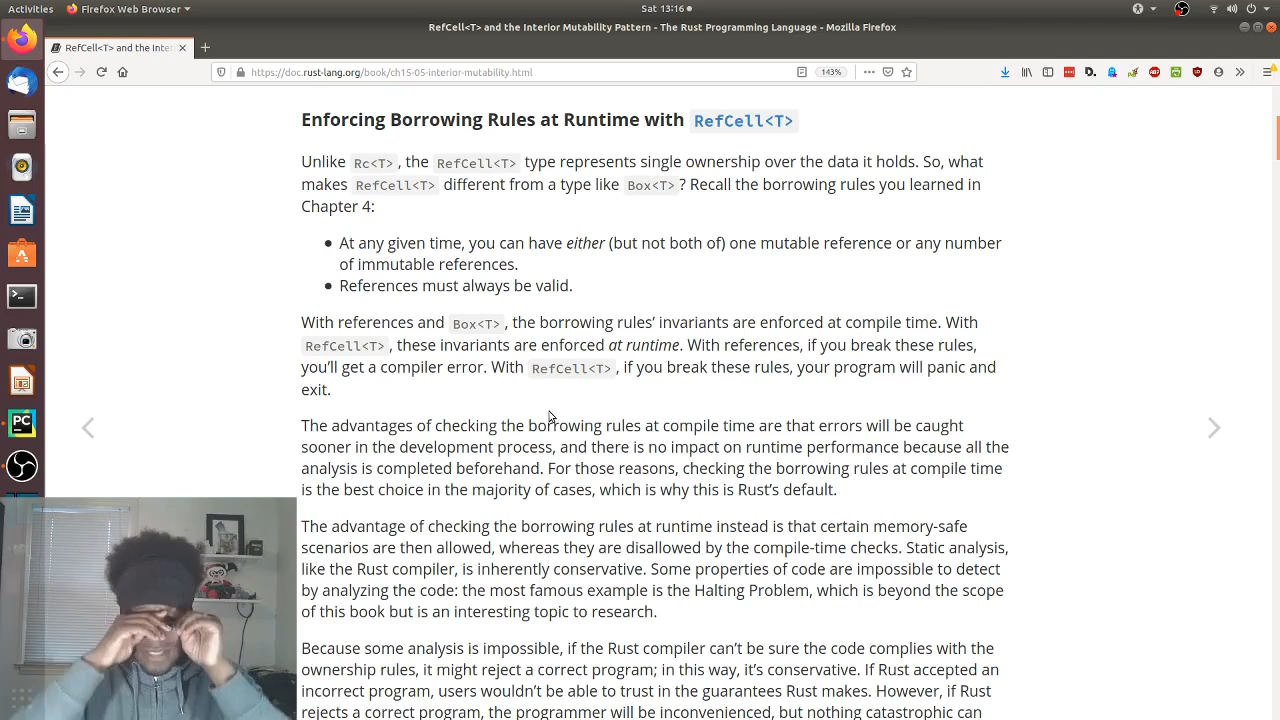 Activities
Firefox Web Browser
Sat 13:16
RefCell<T> and the Interior Mutability Pattern - The Rust Programming Language - Mozilla Firefox
RefCell<T> and the Inter
https://doc.rust-lang.org/book/ch15-05-interior-mutability.html
143%
Enforcing Borrowing Rules at Runtime with RefCell<T>
Unlike Rc<T>, the RefCell<T> type represents single ownership over the data it holds. So, what
makes RefCell<T> different from a type like Box<T>? Recall the borrowing rules you learned in
Chapter 4:
• At any given time, you can have either (but not both of) one mutable reference or any number
of immutable references.
• References must always be valid.
With references and Box<T>, the borrowing rules’ invariants are enforced at compile time. With
RefCell<T>, these invariants are enforced at runtime. With references, if you break these rules,
you’ll get a compiler error. With RefCell<T>, if you break these rules, your program will panic and
exit.
The advantages of checking the borrowing rules at compile time are that errors will be caught
sooner in the development process, and there is no impact on runtime performance because all the
analysis is completed beforehand. For those reasons, checking the borrowing rules at compile time
is the best choice in the majority of cases, which is why this is Rust’s default.
The advantage of checking the borrowing rules at runtime instead is that certain memory-safe
scenarios are then allowed, whereas they are disallowed by the compile-time checks. Static analysis,
like the Rust compiler, is inherently conservative. Some properties of code are impossible to detect
by analyzing the code: the most famous example is the Halting Problem, which is beyond the scope
of this book but is an interesting topic to research.
Because some analysis is impossible, if the Rust compiler can’t be sure the code complies with the
ownership rules, it might reject a correct program; in this way, it’s conservative. If Rust accepted an
incorrect program, users wouldn’t be able to trust in the guarantees Rust makes. However, if Rust
rejects a correct program, the programmer will be inconvenienced, but nothing catastrophic can